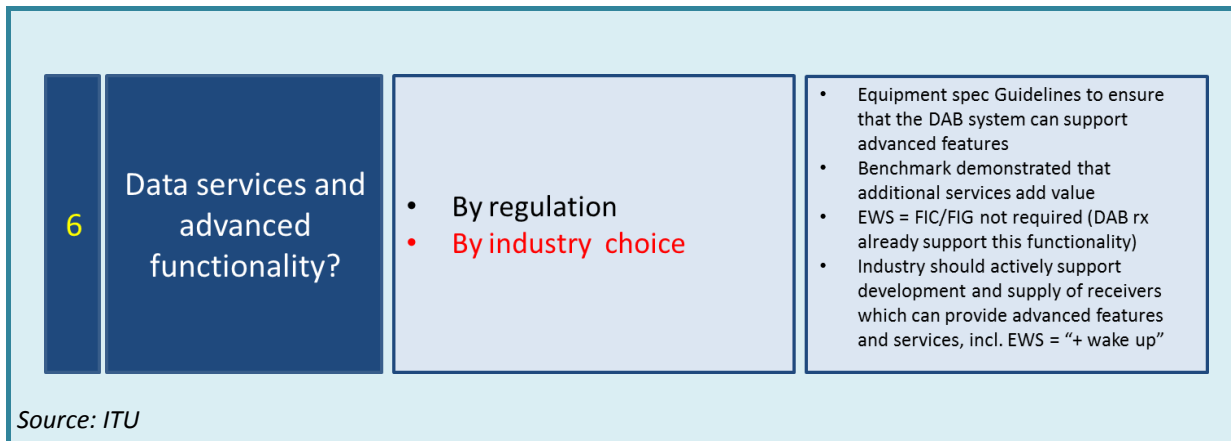 6
Data services and
advanced
functionality?
• By regulation
• By industry choice
• Equipment spec Guidelines to ensure
that the DAB system can support
advanced features
• Benchmark demonstrated that
additional services add value
• EWS = FIC/FIG not required (DAB rx
already support this functionality)
• Industry should actively support
development and supply of receivers
which can provide advanced features
and services, incl. EWS = “+ wake up”
Source: ITU